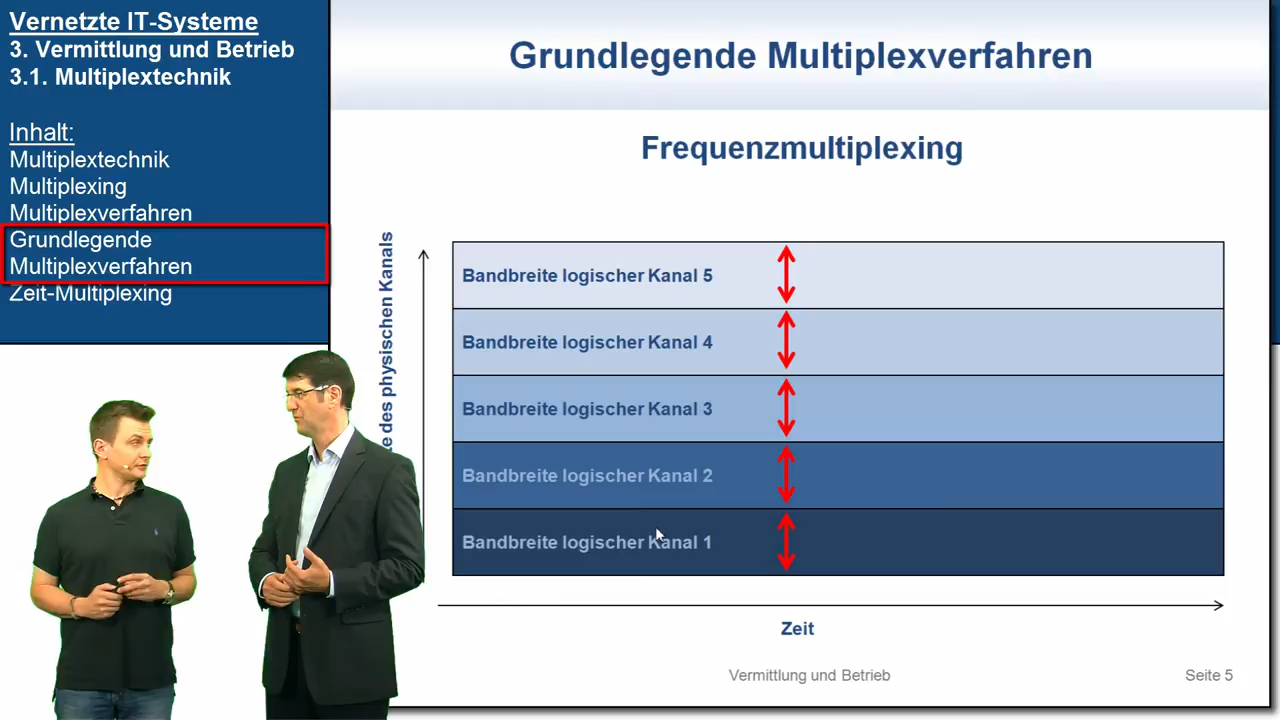 Vernetzte IT-Systeme
3. Vermittlung und Betrieb
3.1. Multiplextechnik
Inhalt:
Multiplextechnik
Multiplexing
Multiplexverfahren
Grundlegende
Multiplexverfahren
Zeit-Multiplexing
Grundlegende Multiplexverfahren
Frequenzmultiplexing
des physischen Kanals
Bandbreite logischer Kanal 5
Bandbreite logischer Kanal 4
Bandbreite logischer Kanal 3
Bandbreite logischer Kanal 2
Bandbreite logischer Kanal 1
Zeit
Vermittlung und Betrieb
Seite 5